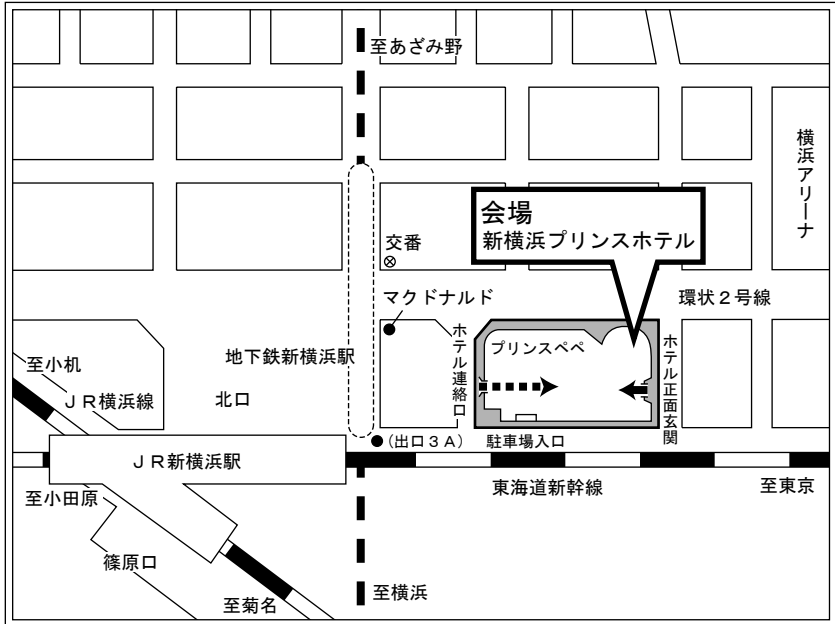 至あざみ野
横浜アリーナ
会場
新横浜プリンスホテル
交番
マクドナルド
環状２号線
地下鉄新横浜駅
ホテル連絡口
プリンスペペ
ホテル正面玄関
至小机
ＪＲ横浜線
北口
(出口３Ａ)
駐車場入口
ＪＲ新横浜駅
東海道新幹線
至東京
至小田原
篠原口
至菊名
至横浜